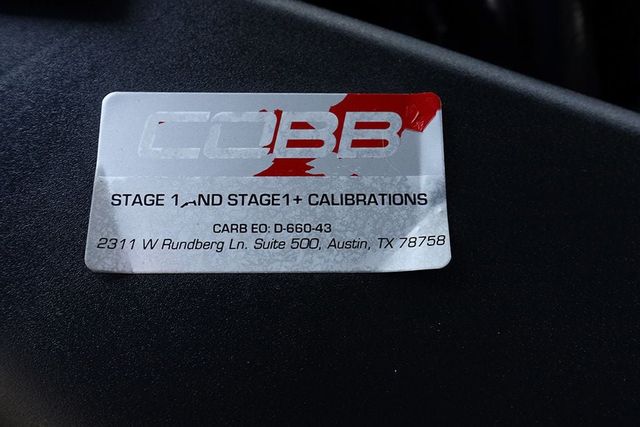 COBB
STAGE 1 AND STAGE1+ CALIBRATIONS
CARB EO: D-660-43
2311 W Rundberg Ln. Suite 500, Austin, TX 78758